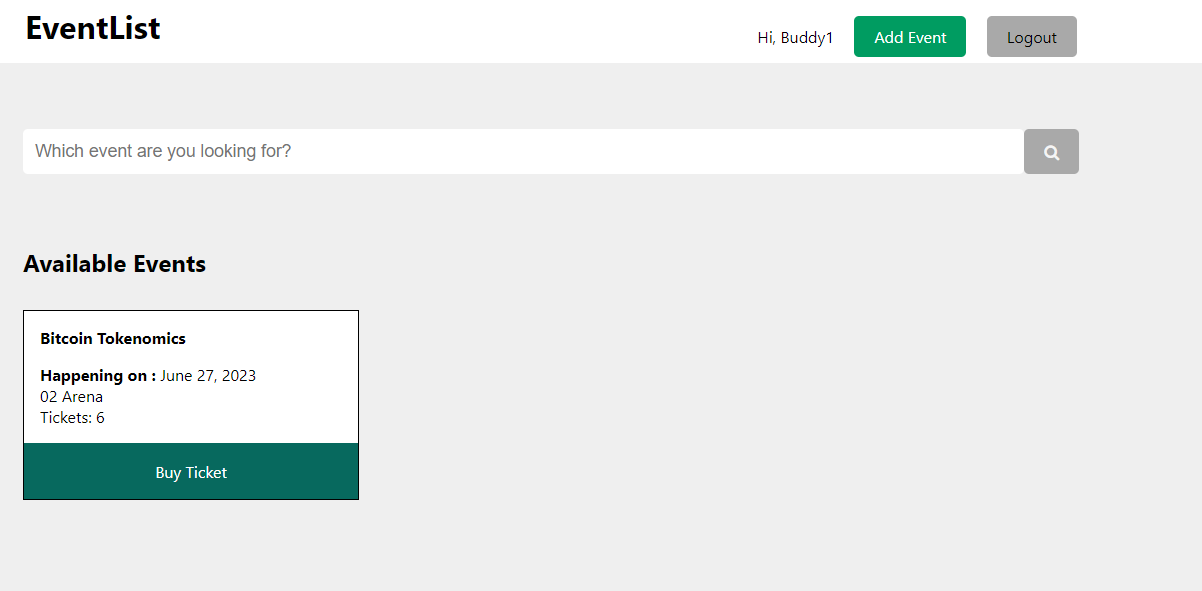 EventList
Hi, Buddy1
Add Event
Logout
Which event are you looking for?
Available Events
Bitcoin Tokenomics
Happening on : June 27, 2023
02 Arena
Tickets: 6
Buy Ticket